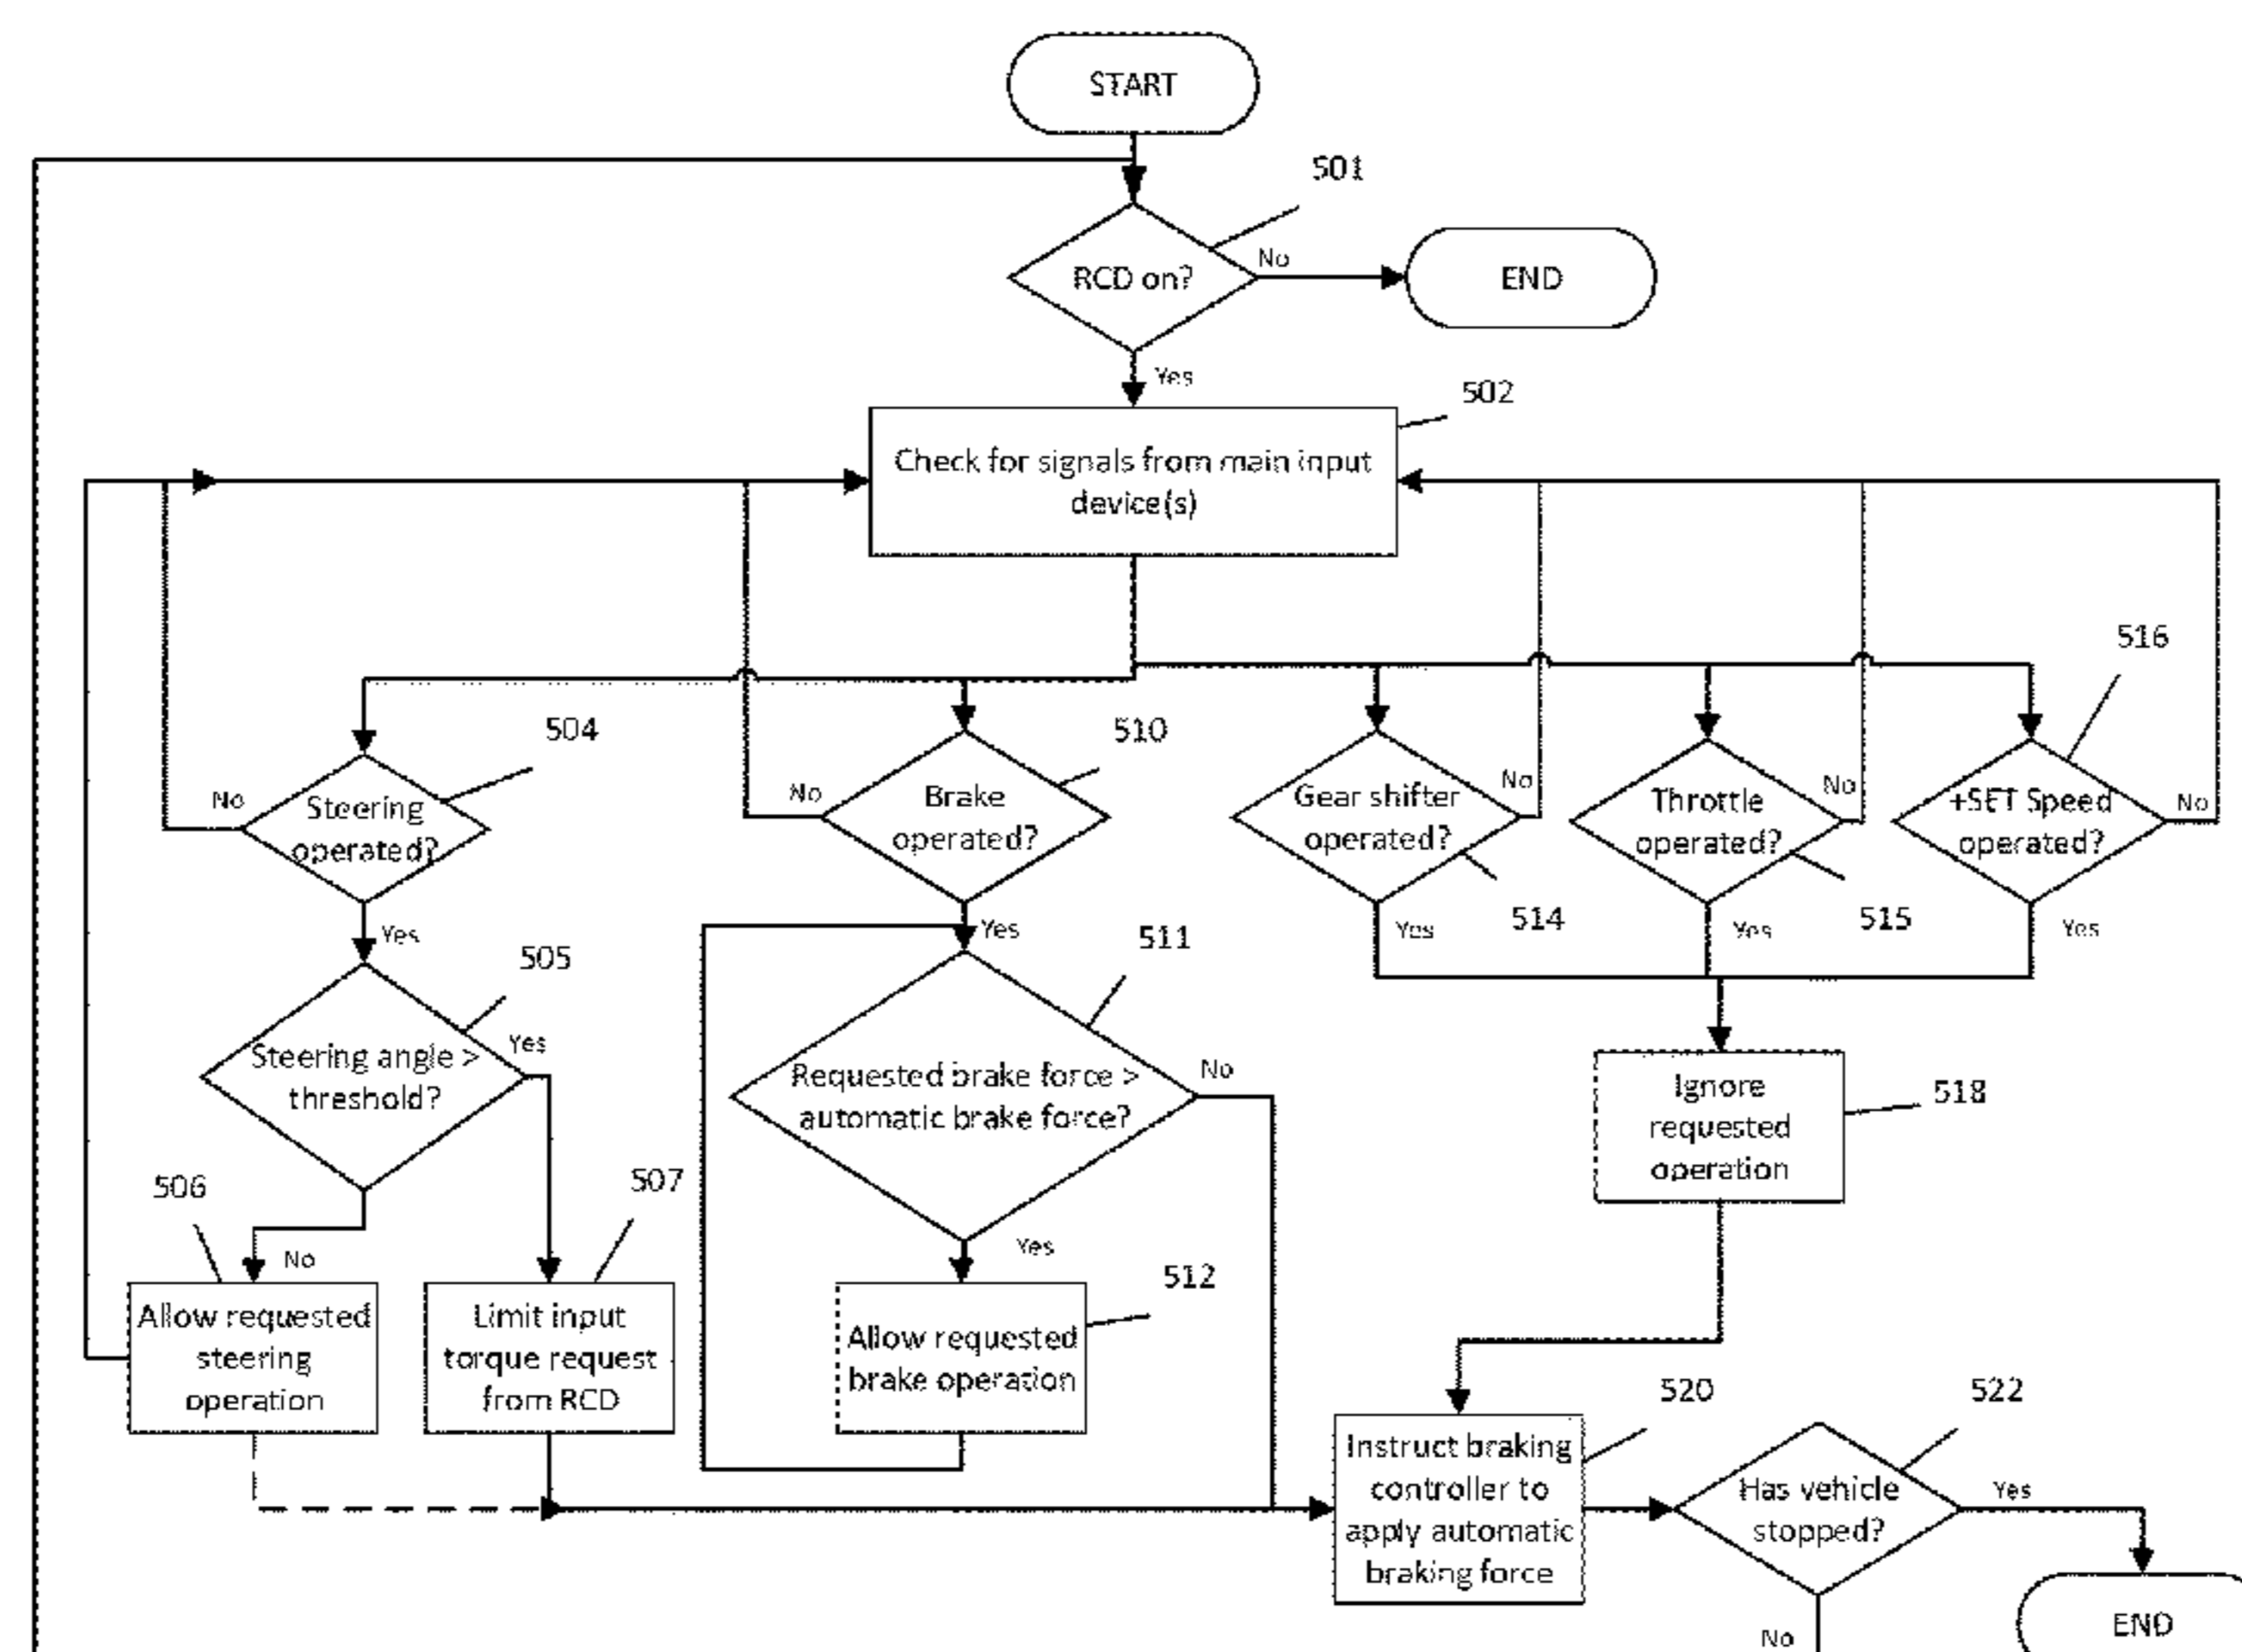 START
501
RCD on?
No
END
Yes
502
Check for signals from main input
device(s)
516
504
510
No
Steering
operated?
No
Brake
operated?
Gear shifter
operated?
No
Throttle
operated?
No
+SET Speed
operated?
No
Yes
Yes
Yes
514
Yes
515
Yes
505
511
Steering angle >
threshold?
Yes
Requested brake force >
automatic brake force?
No
Ignore
requested
operation
518
506
507
No
Yes
512
Allow requested
steering
operation
Limit input
torque request
from RCD
Allow requested
brake operation
520
522
Instruct braking
controller to
apply automatic
braking force
Has vehicle
stopped?
Yes
No
END